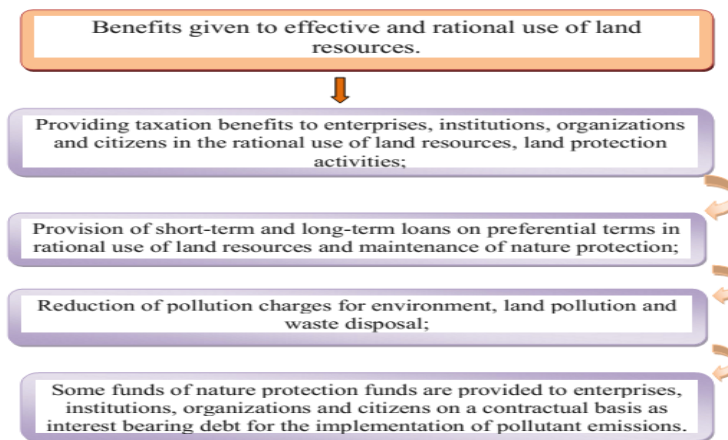 Benefits given to effective and rational use of land
resources.
Providing taxation benefits to enterprises, institutions, organizations
and citizens in the rational use of land resources, land protection
activities;
Provision of short-term and long-term loans on preferential terms in
rational use of land resources and maintenance of nature protection;
Reduction of pollution charges for environment, land pollution and
waste disposal;
Some funds of nature protection funds are provided to enterprises,
institutions, organizations and citizens on a contractual basis as
interest bearing debt for the implementation of pollutant emissions.